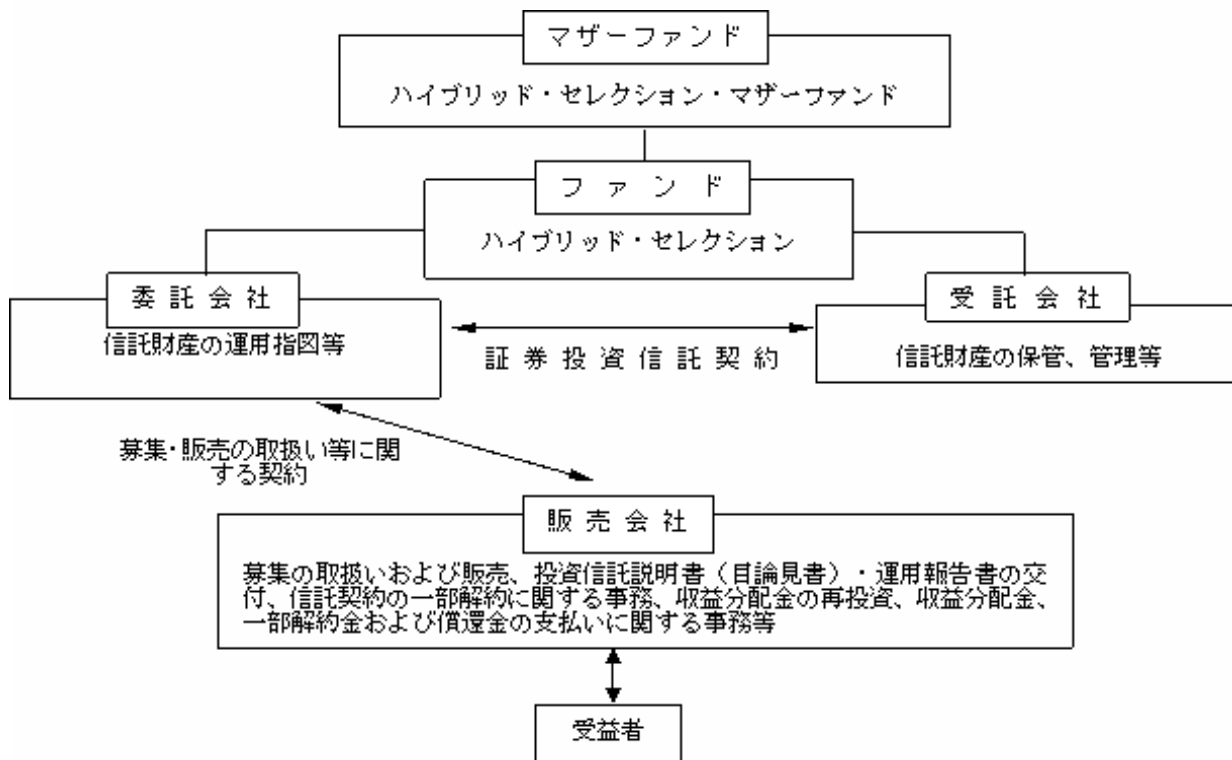 マザーファンド
ハイブリッド・セレクション・マザーファンド
ファンド
ハイブリッド・セレクション
委託会社
信託財産の運用指図等
受託会社
信託財産の保管、管理等
証券投資信託契約
募集・販売の取扱い等に関
する契約
販売会社
募集の取扱いおよび販売、投資信託説明書(目論見書)・運用報告書の交
付、信託契約の一部解約に関する事務、収益分配金の再投資、収益分配金、
一部解約金および償還金の支払いに関する事務等
受益者